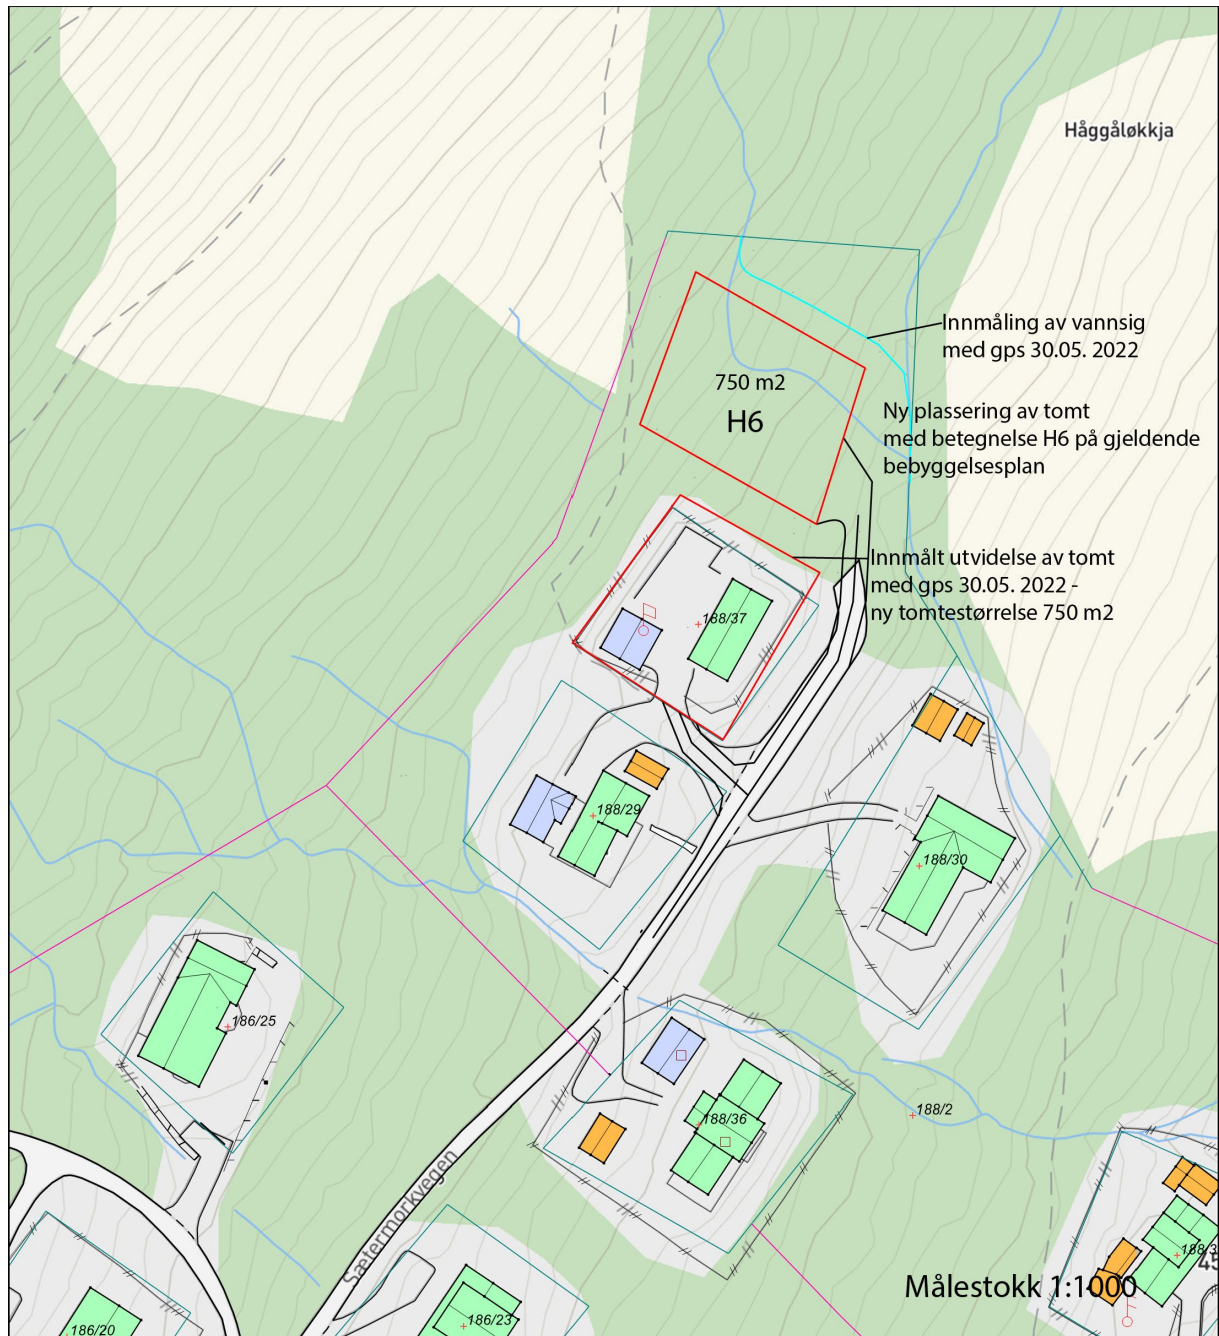 Håggåløkkja
Innmåling av vannsig
med gps 30.05. 2022
750 m2
H6
Ny plassering av tomt
med betegnelse H6 på gjeldende
bebyggelsesplan
Innmålt utvidelse av tomt
med gps 30.05. 2022 -
ny tomtestørrelse 750 m2
188/37
188/29
188/30
186/25
188/36
188/2
Sætermorkvegen
Målestokk 1:1000
186/23
186/20